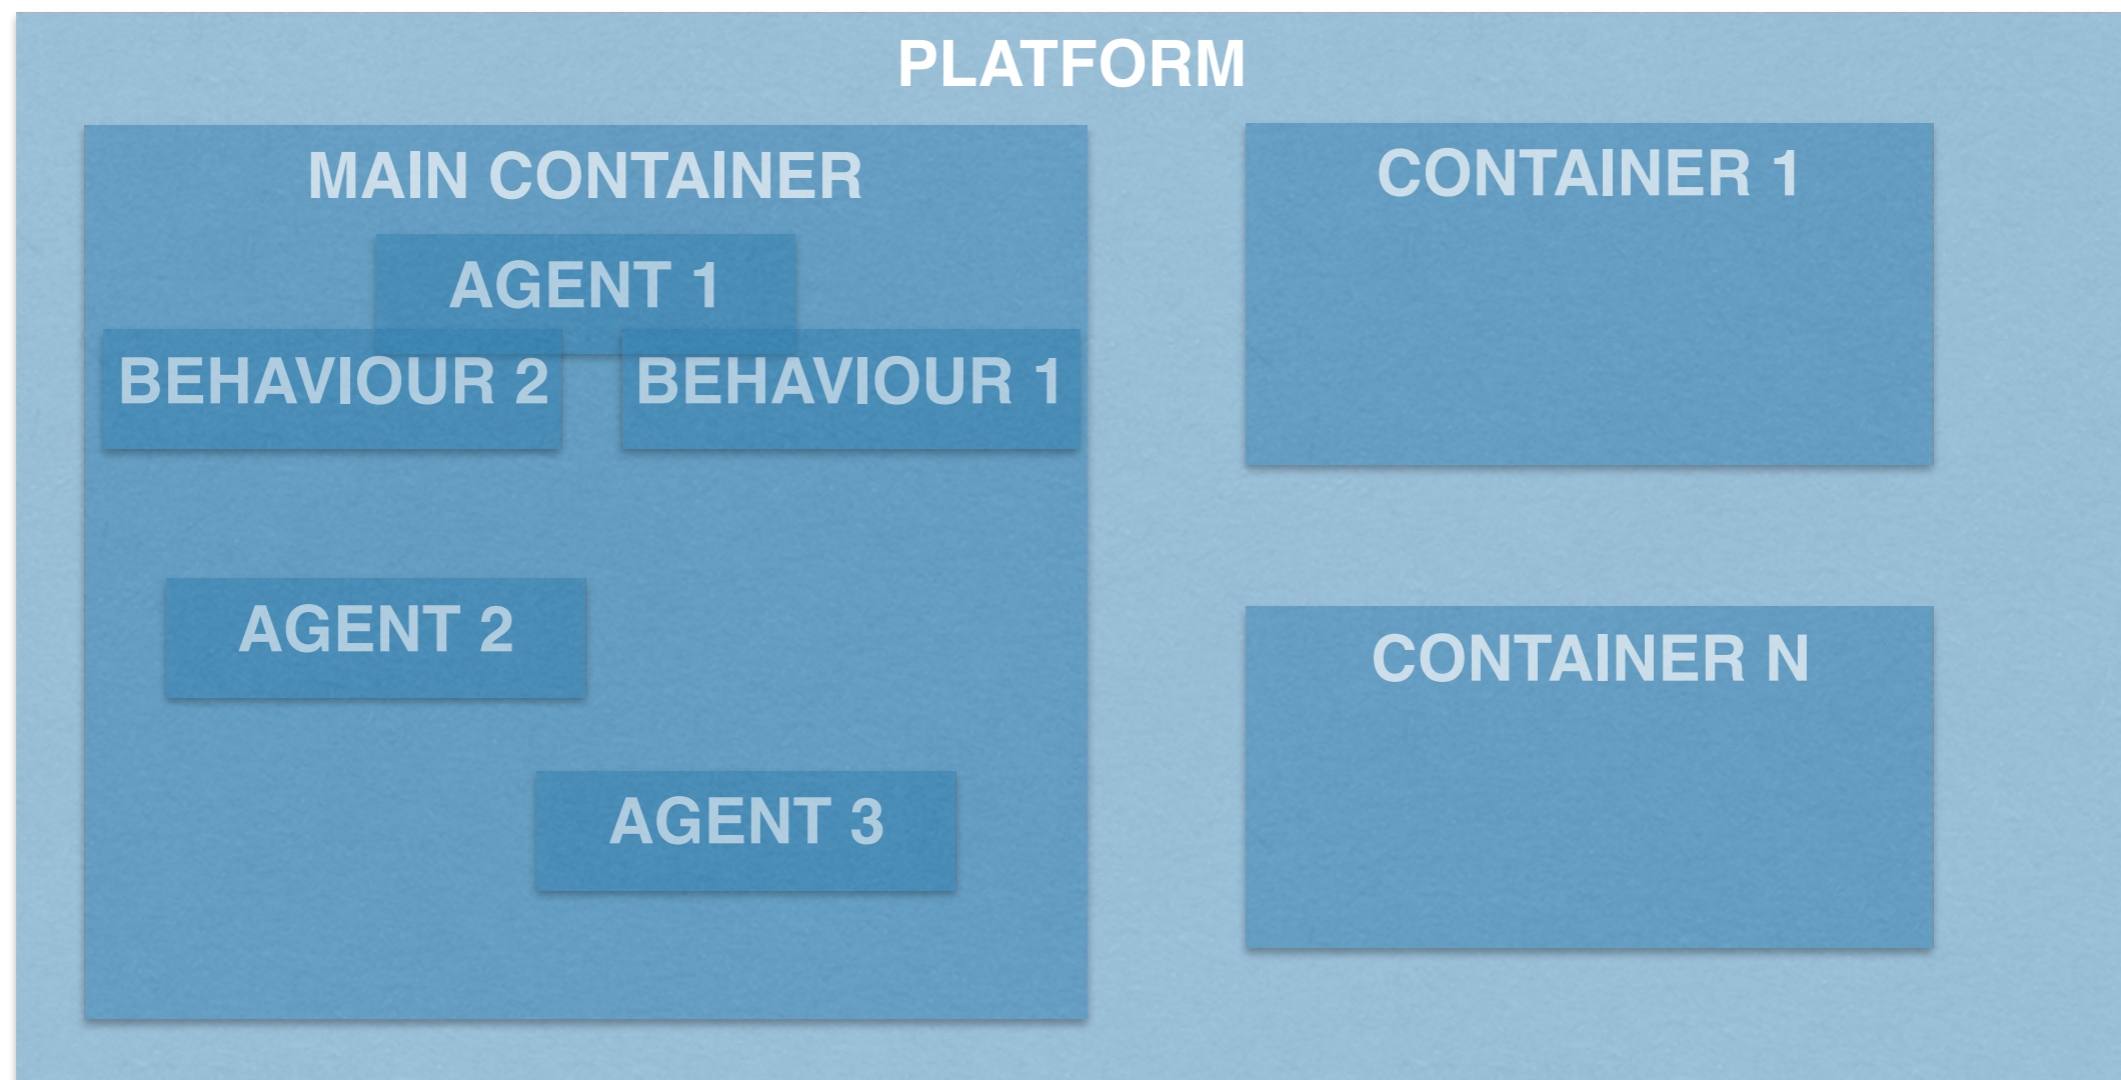 PLATFORM
MAIN CONTAINER
AGENT 1
BEHAVIOUR 2
BEHAVIOUR 1
AGENT 2
AGENT 3
CONTAINER 1
CONTAINER N